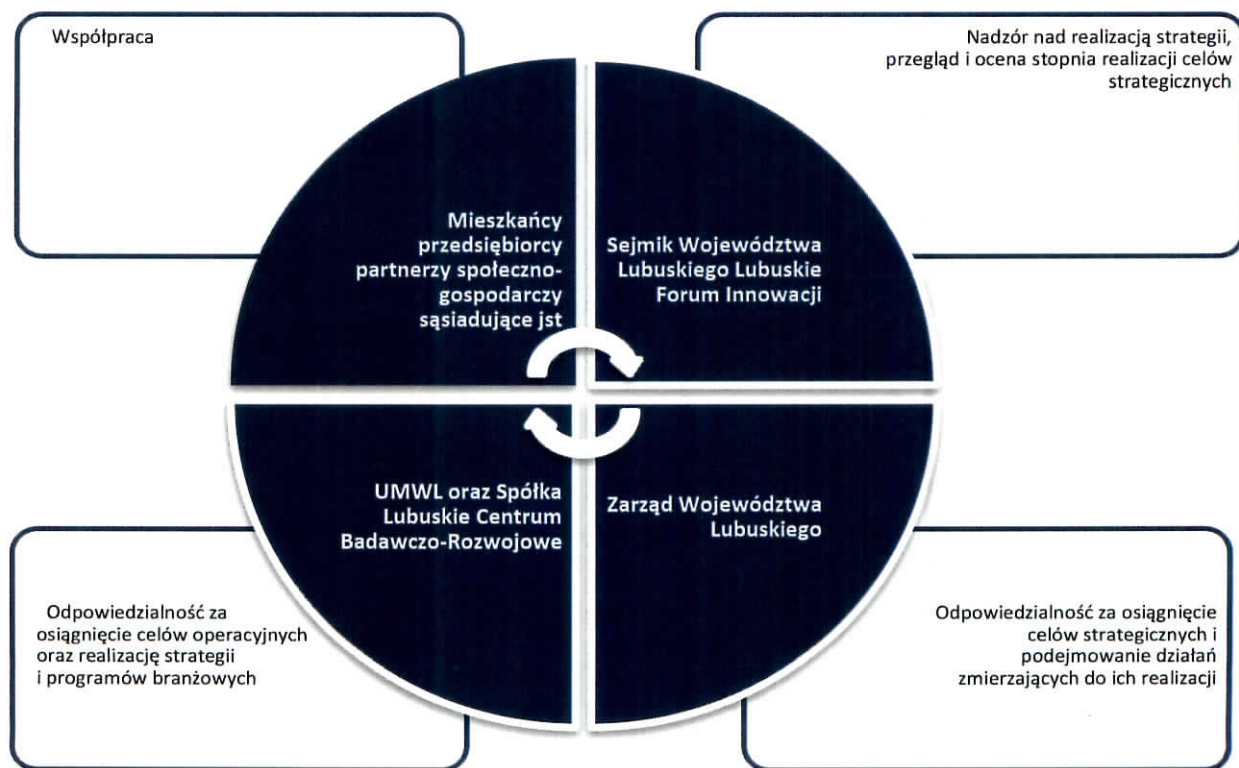 Współpraca
Nadzór nad realizacją strategii,
przegląd i ocena stopnia realizacji celów
strategicznych
Mieszkańcy
przedsiębiorcy
partnerzy społeczno-
gospodarczy
sąsiadujące jst
Sejmik Województwa
Lubuskiego Lubuskie
Forum Innowacji
UMWL oraz Spółka
Lubuskie Centrum
Badawczo-Rozwojowe
Zarząd Województwa
Lubuskiego
Odpowiedzialność za
osiągnięcie celów operacyjnych
oraz realizację strategii
i programów branżowych
Odpowiedzialność za osiągnięcie
celów strategicznych i
podejmowanie działań
zmierzających do ich realizacji